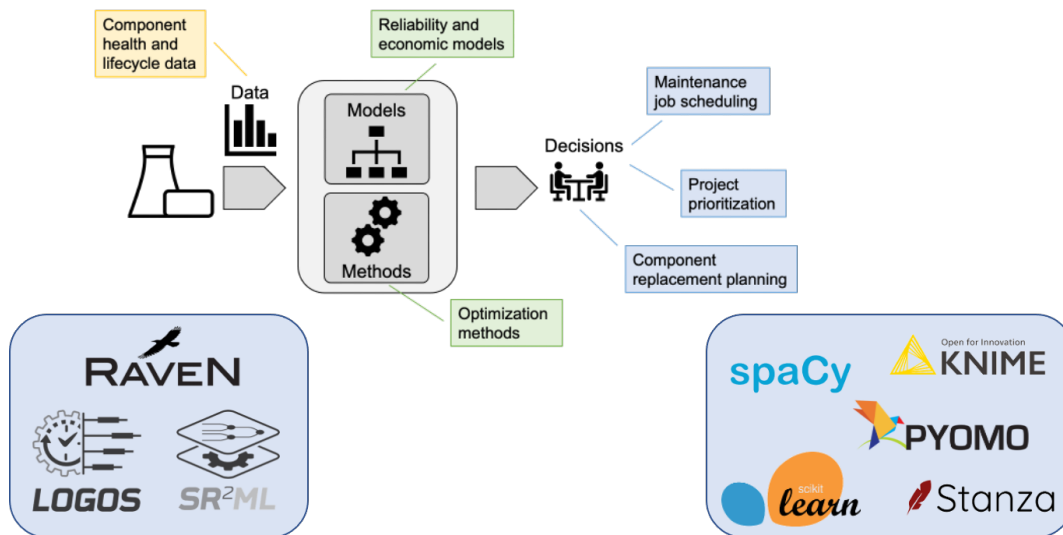 Component
health and
lifecycle data
Reliability and
economic models
Data
Models
Methods
Optimization
methods
Decisions
Maintenance
job scheduling
Project
prioritization
Component
replacement planning
RAVEN
LOGOS
SR²ML
spaCy
Open for Innovation
KNIME
PYOMO
scikit
learn
Stanza